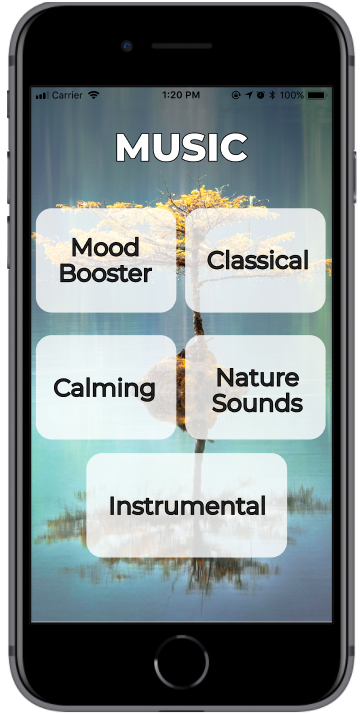 Carrier 1:20 PM 100%
MUSIC
Mood
Booster
Classical
Calming
Nature
Sounds
Instrumental